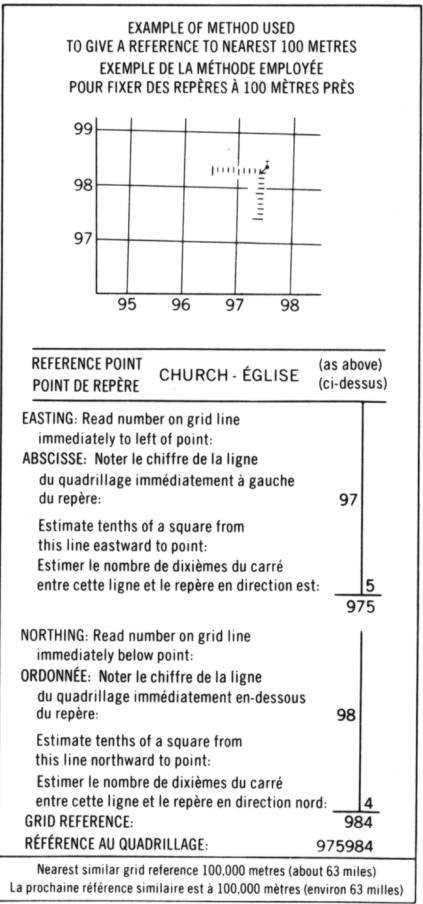 EXAMPLE OF METHOD USED
TO GIVE A REFERENCE TO NEAREST 100 METRES
EXEMPLE DE LA MÉTHODE EMPLOYÉE
POUR FIXER DES REPÈRES À 100 MÈTRES PRÈS
99
98
97
95 96 97 98
REFERENCE POINT
POINT DE REPÈRE
CHURCH - ÉGLISE
(as above)
(ci-dessus)
EASTING: Read number on grid line
immediately to left of point:
ABSCISSE: Noter le chiffre de la ligne
du quadrillage immédiatement à gauche
du repère: 97
Estimate tenths of a square from
this line eastward to point:
Estimer le nombre de dixièmes du carré
entre cette ligne et le repère en direction est: 5
975
NORTHING: Read number on grid line
immediately below point:
ORDONNÉE: Noter le chiffre de la ligne
du quadrillage immédiatement en-dessous
du repère: 98
Estimate tenths of a square from
this line northward to point:
Estimer le nombre de dixièmes du carré
entre cette ligne et le repère en direction nord: 4
GRID REFERENCE: 984
RÉFÉRENCE AU QUADRILLAGE: 975984
Nearest similar grid reference 100,000 metres (about 63 miles)
La prochaine référence similaire est à 100,000 mètres (environ 63 milles)